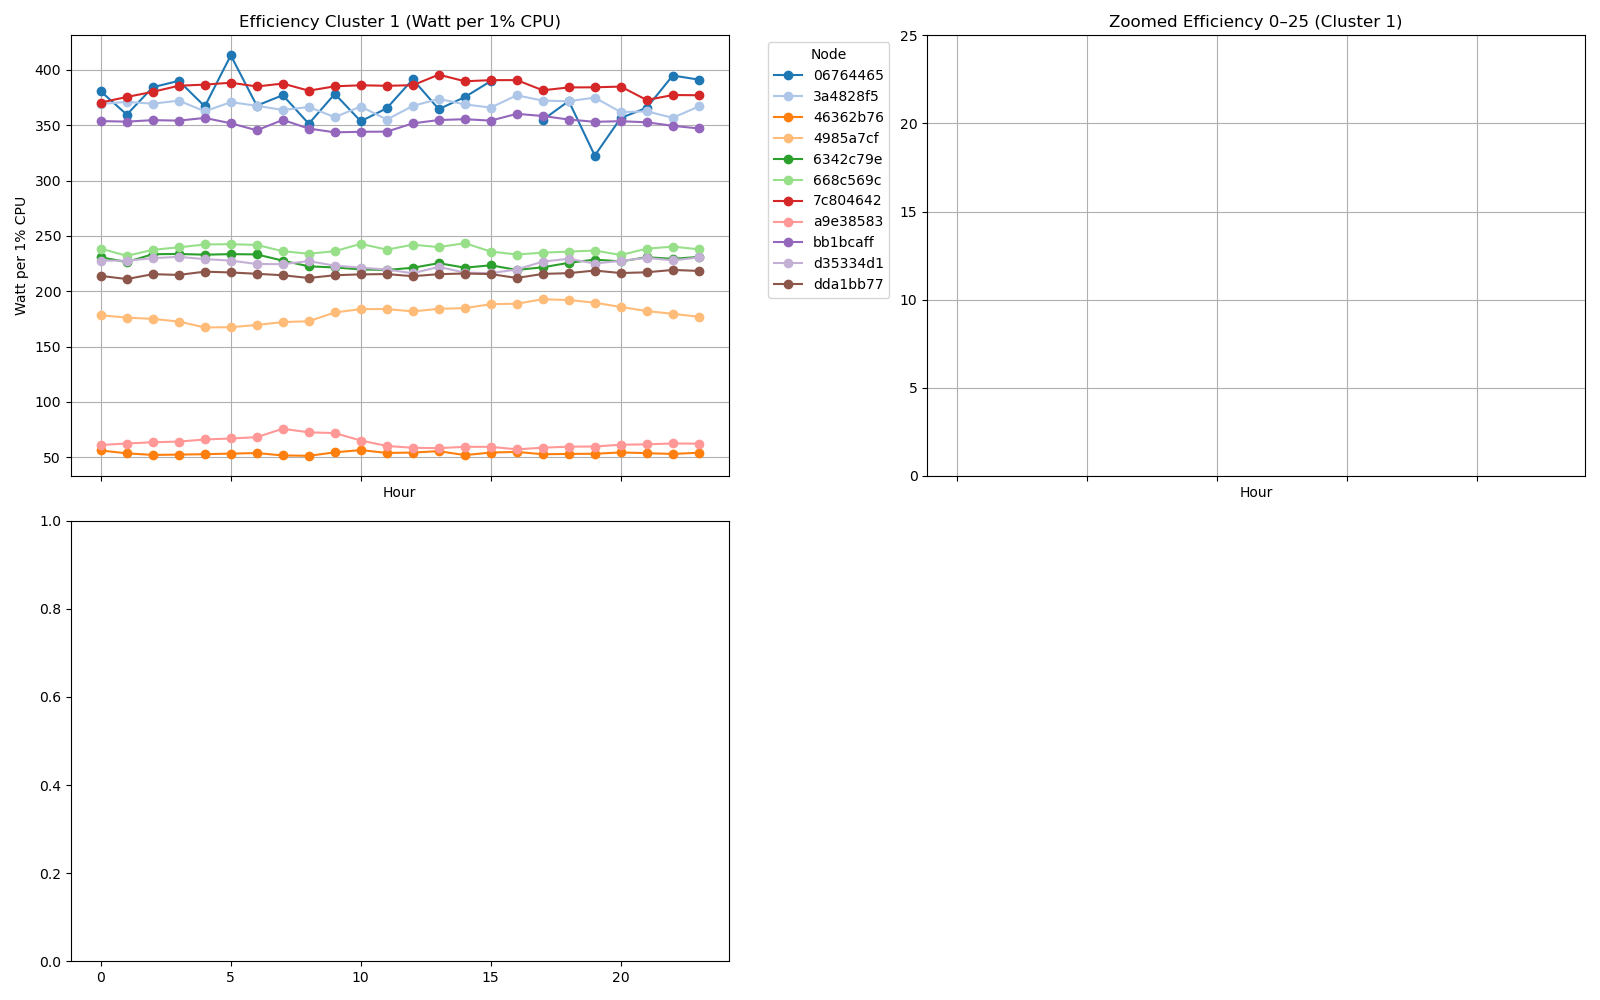 Efficiency Cluster 1 (Watt per 1% CPU)
Watt per 1% CPU
400
350
300
250
200
150
100
50
Hour
Node
06764465
3a4828f5
46362b76
4985a7cf
6342c79e
668c569c
7c804642
a9e38583
bb1bcaff
d35334d1
dda1bb77
Zoomed Efficiency 0–25 (Cluster 1)
25
20
15
10
5
0
Hour
1.0
0.8
0.6
0.4
0.2
0.0
0 5 10 15 20